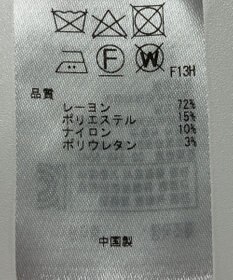 F W
F13H
品質
レーヨン 72%
ポリエステル 15%
ナイロン 10%
ポリウレタン 3%
中国製